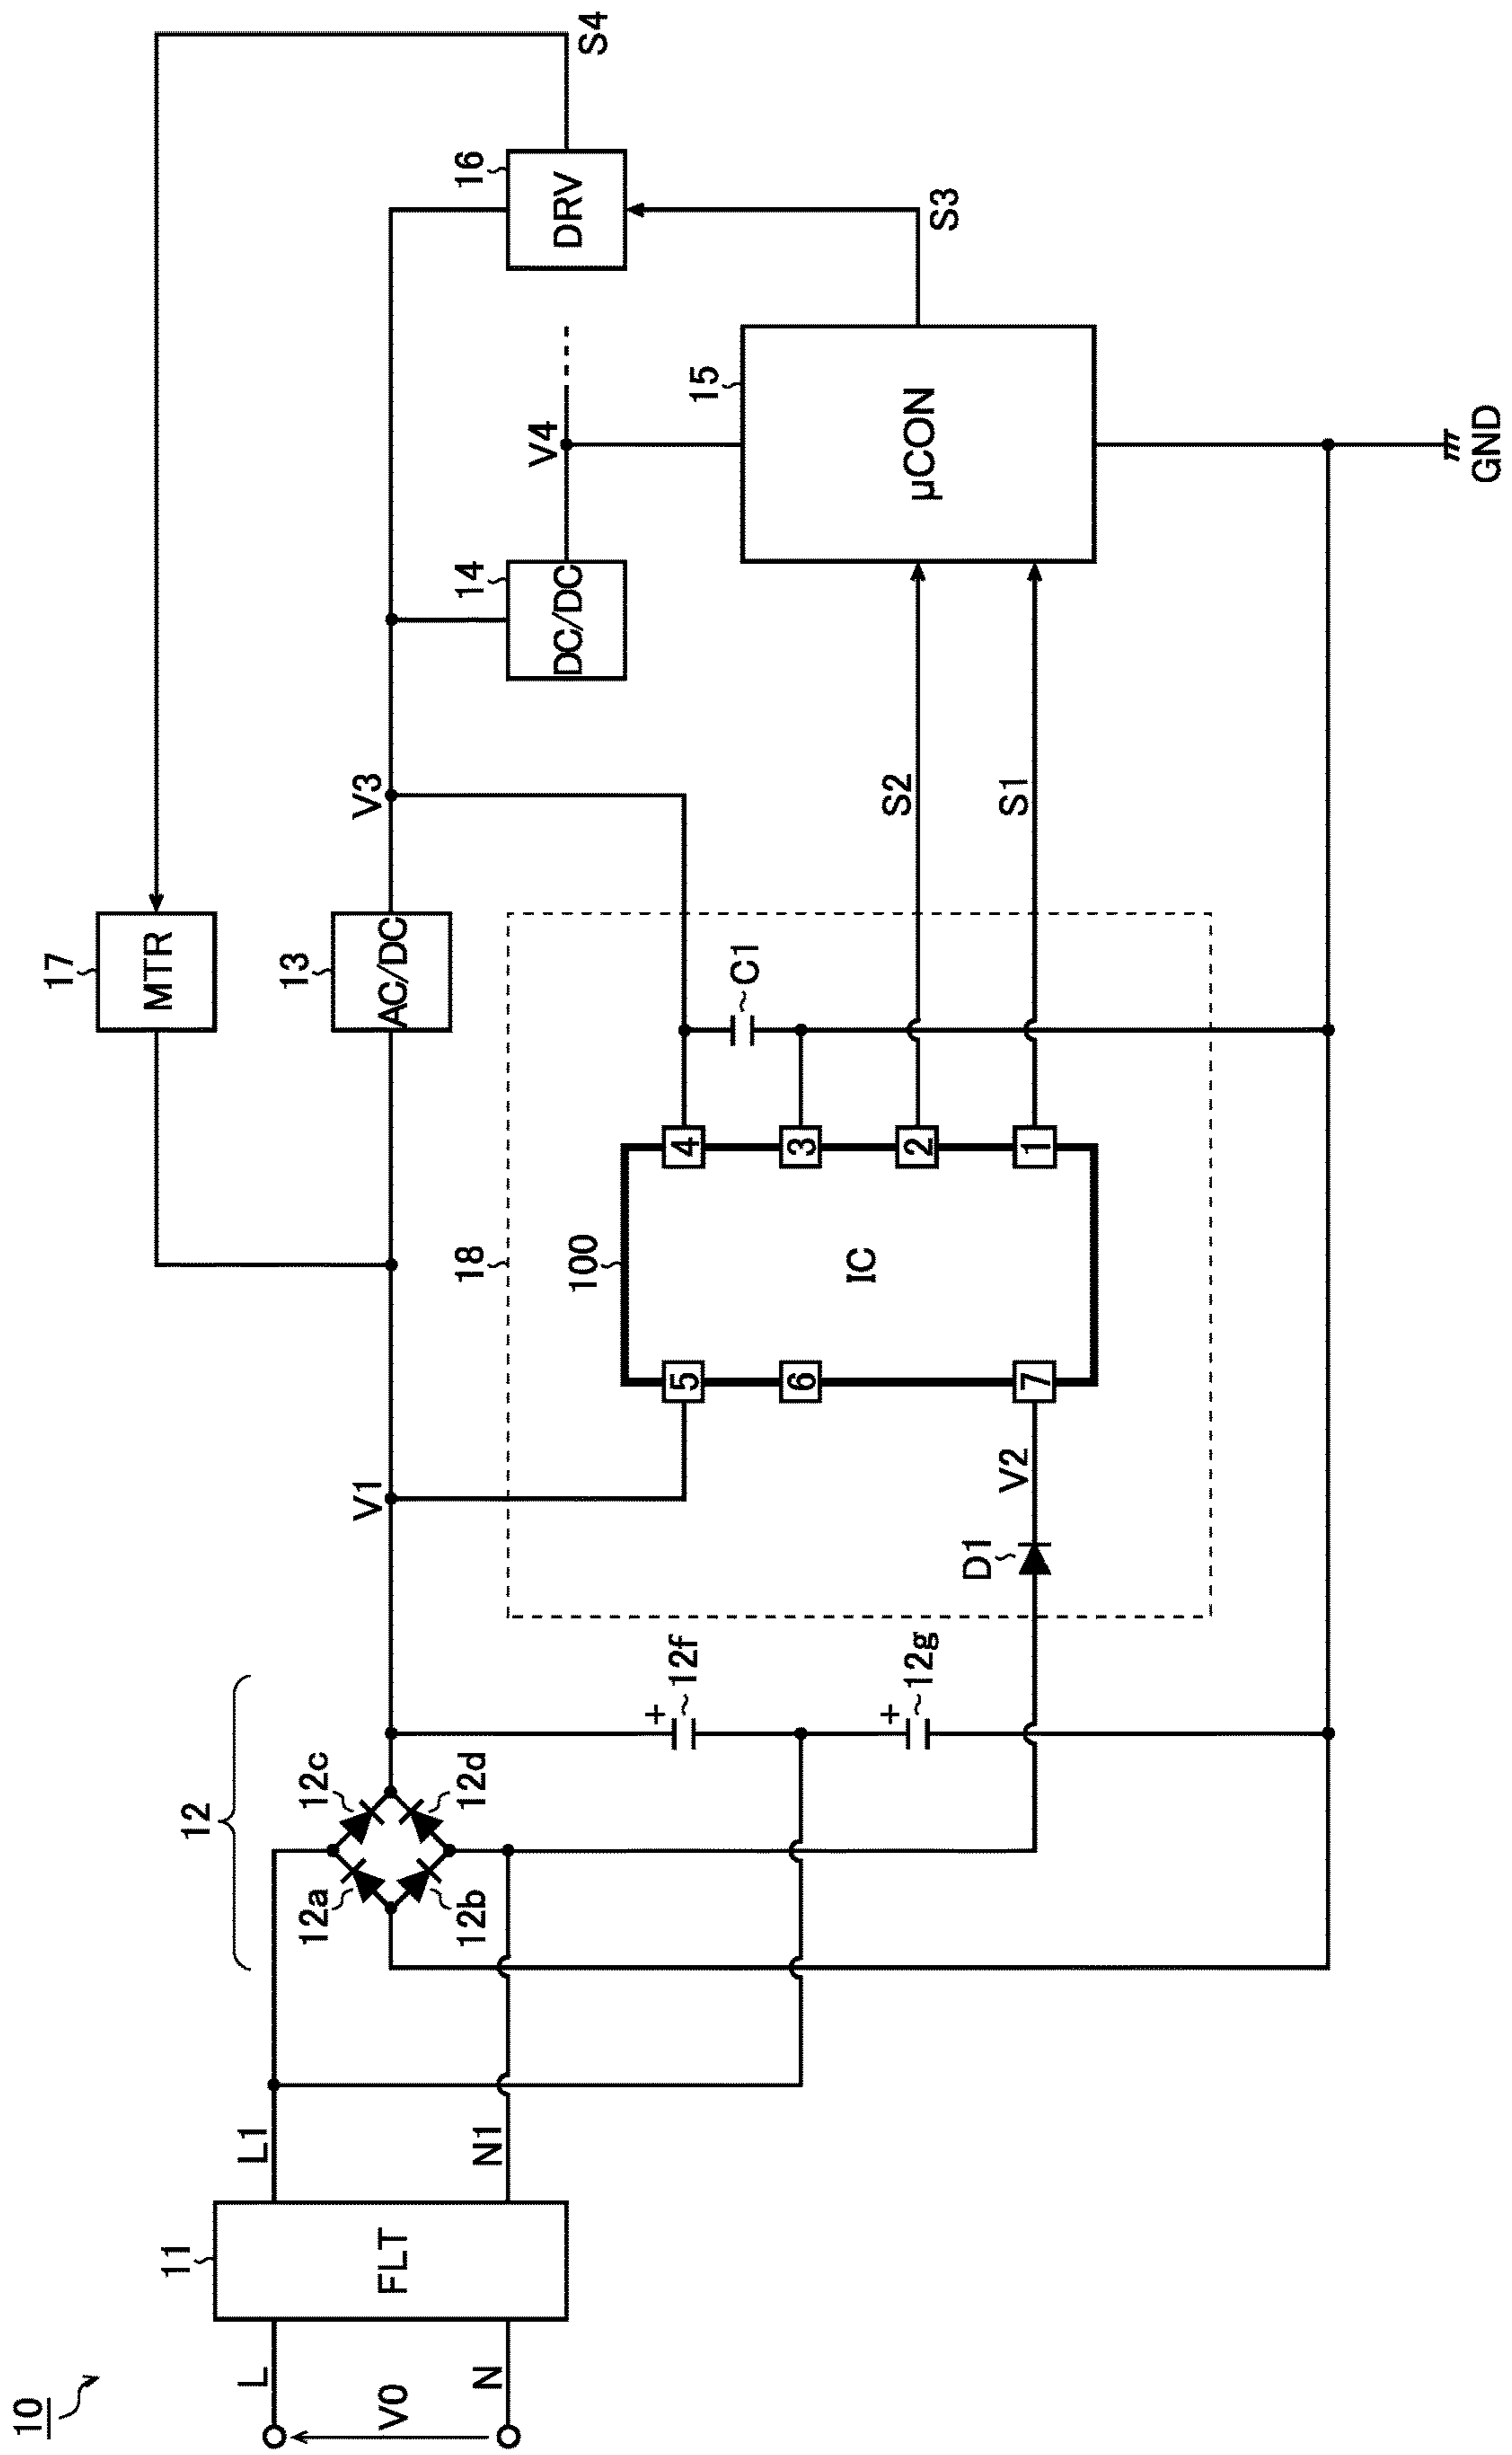 10
L
V0
N
11
FLT
L1
N1
12
12a
12b
12c
12d
12f
+
12g
+
V1
D1
V2
18
100
IC
5
6
7
4
3
2
1
C1
17
MTR
13
AC/DC
V3
S2
S1
14
DC/DC
V4
15
μCON
16
DRV
S3
S4
GND